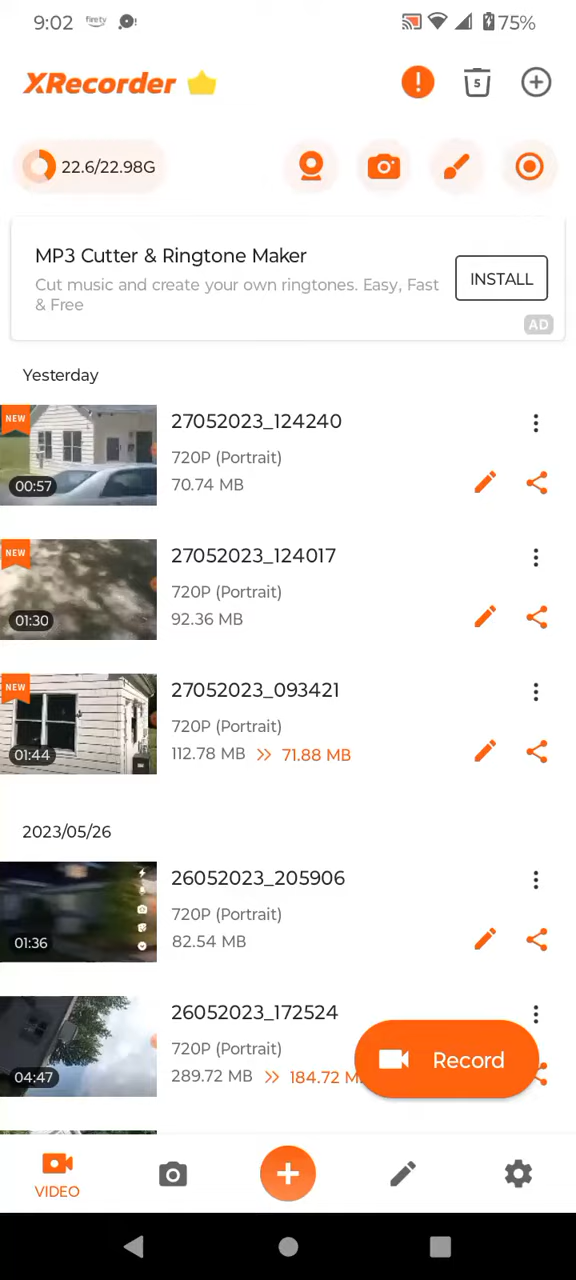 9:02 75%
XRecorder
5
22.6/22.98G
MP3 Cutter & Ringtone Maker
Cut music and create your own ringtones. Easy, Fast
& Free
INSTALL
AD
Yesterday
NEW
27052023_124240
720P (Portrait)
00:57
70.74 MB
NEW
27052023_124017
720P (Portrait)
01:30
92.36 MB
NEW
27052023_093421
720P (Portrait)
01:44
112.78 MB >> 71.88 MB
2023/05/26
26052023_205906
720P (Portrait)
01:36
82.54 MB
26052023_172524
720P (Portrait)
04:47
289.72 MB >> 184.72 M
Record
VIDEO